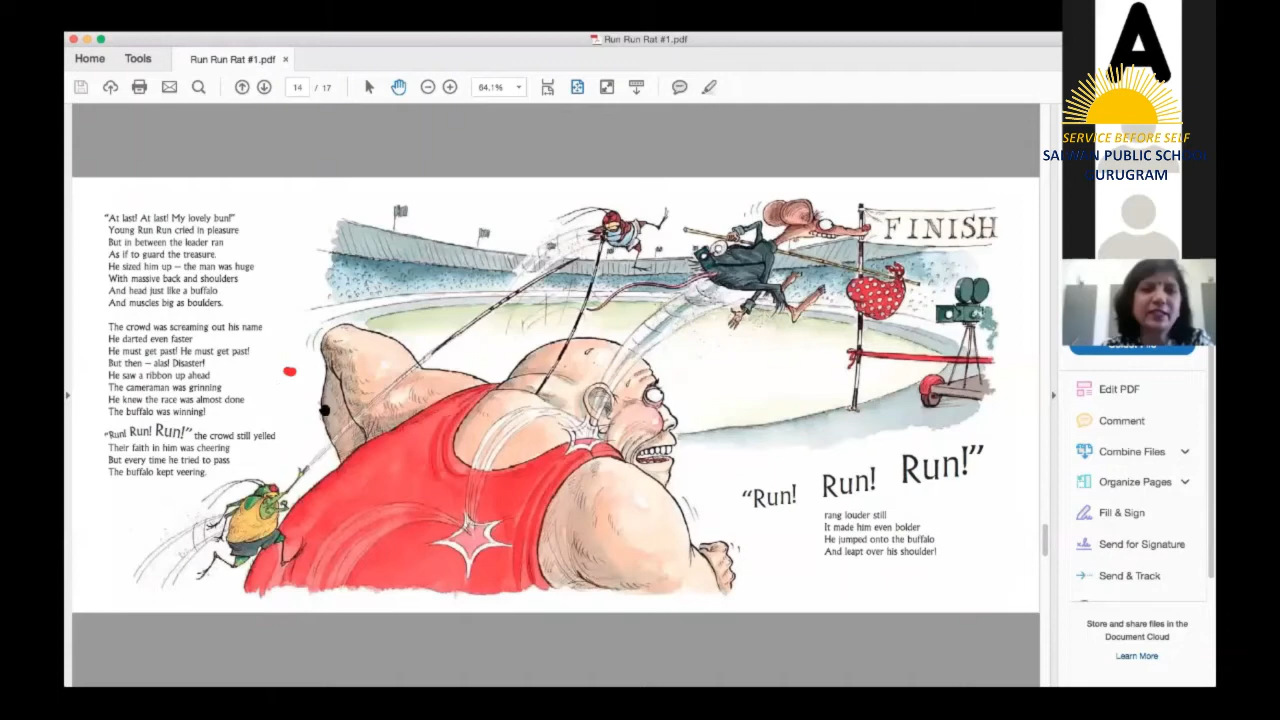 Run Run Rat #1.pdf
Home Tools Run Run Rat #1.pdf ×
14 / 17 64.1%
A
SERVICE BEFORE SELF
PUBLIC
GURUGRAM
"At last! At last! My lovely bun!"
Young Run Run cried in pleasure
But in between the leader ran
As if to guard the treasure.
He sized him up – the man was huge
With massive back and shoulders
And head just like a buffalo
And muscles big as boulders.
The crowd was screaming out his name
He darted even faster
He must get past! He must get past!
But then – alas! Disaster!
He saw a ribbon up ahead
The cameraman was grinning
He knew the race was almost done
The buffalo was winning!
"Run! Run! Run!" the crowd still yelled
Their faith in him was cheering
But every time he tried to pass
The buffalo kept veering.
FINISH
"Run! Run! Run!"
rang louder still
It made him even bolder
He jumped onto the buffalo
And leapt over his shoulder!
Edit PDF
Comment
Combine Files
Organize Pages
Fill & Sign
Send for Signature
Send & Track
Store and share files in the
Document Cloud
Learn More